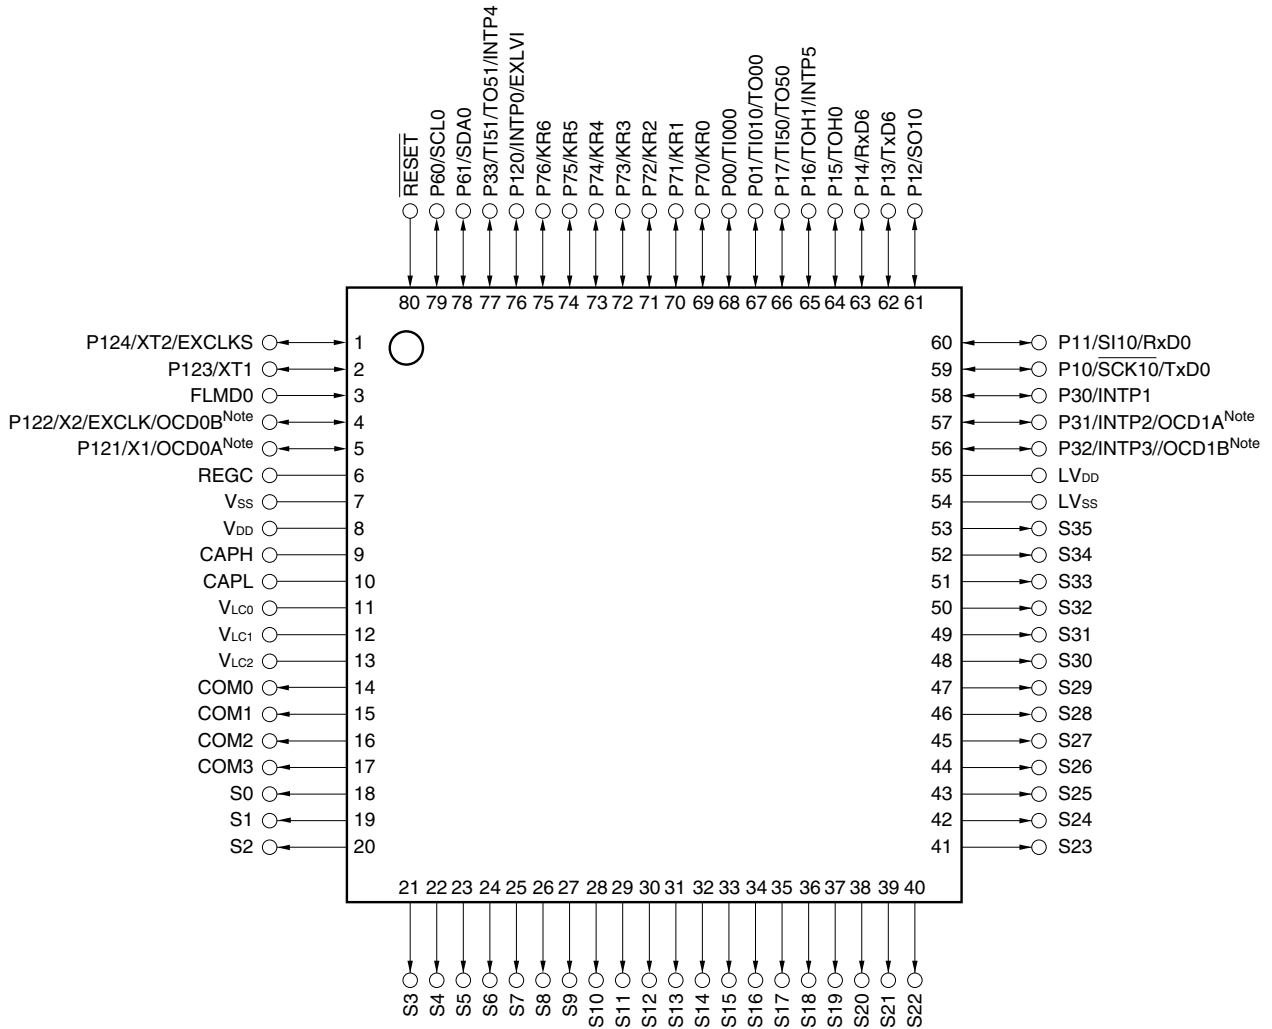 RESET
P60/SCL0
P61/SDA0
P33/TI51/TO51/INTP4
P120/INTP0/EXLVI
P76/KR6
P75/KR5
P74/KR4
P73/KR3
P72/KR2
P71/KR1
P70/KR0
P00/TI000
P01/TI010/TO00
P17/TI50/TO50
P16/TOH1/INTP5
P15/TOH0
P14/RxD6
P13/TxD6
P12/SO10
80 79 78 77 76 75 74 73 72 71 70 69 68 67 66 65 64 63 62 61
P124/XT2/EXCLKS 1
P123/XT1 2
FLMD0 3
P122/X2/EXCLK/OCD0BNote 4
P121/X1/OCD0ANote 5
REGC 6
VSS 7
VDD 8
CAPH 9
CAPL 10
VLC0 11
VLC1 12
VLC2 13
COM0 14
COM1 15
COM2 16
COM3 17
S0 18
S1 19
S2 20
60 P11/SI10/RxD0
59 P10/SCK10/TxD0
58 P30/INTP1
57 P31/INTP2/OCD1ANote
56 P32/INTP3//OCD1BNote
55 LVDD
54 LVSS
53 S35
52 S34
51 S33
50 S32
49 S31
48 S30
47 S29
46 S28
45 S27
44 S26
43 S25
42 S24
41 S23
21 22 23 24 25 26 27 28 29 30 31 32 33 34 35 36 37 38 39 40
S3
S4
S5
S6
S7
S8
S9
S10
S11
S12
S13
S14
S15
S16
S17
S18
S19
S20
S21
S22